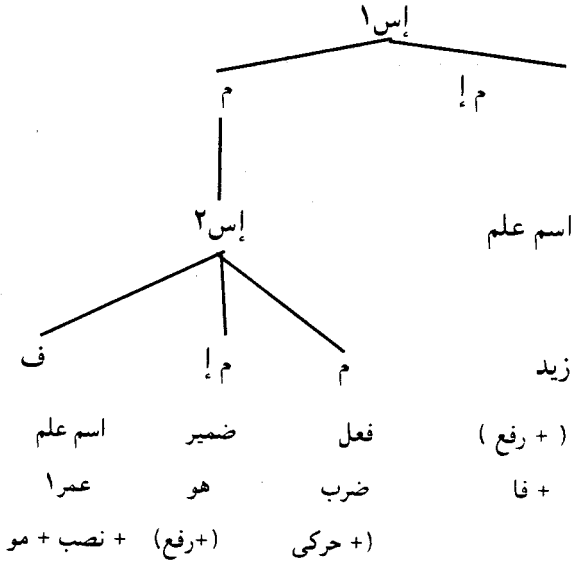 إس١
م إ م
إس٢
اسم علم
م م إ ف
زيد
( + رفع ) فعل ضمير اسم علم
+ فا ضرب هو عمر١
(+ حركى (+رفع) + نصب + مو